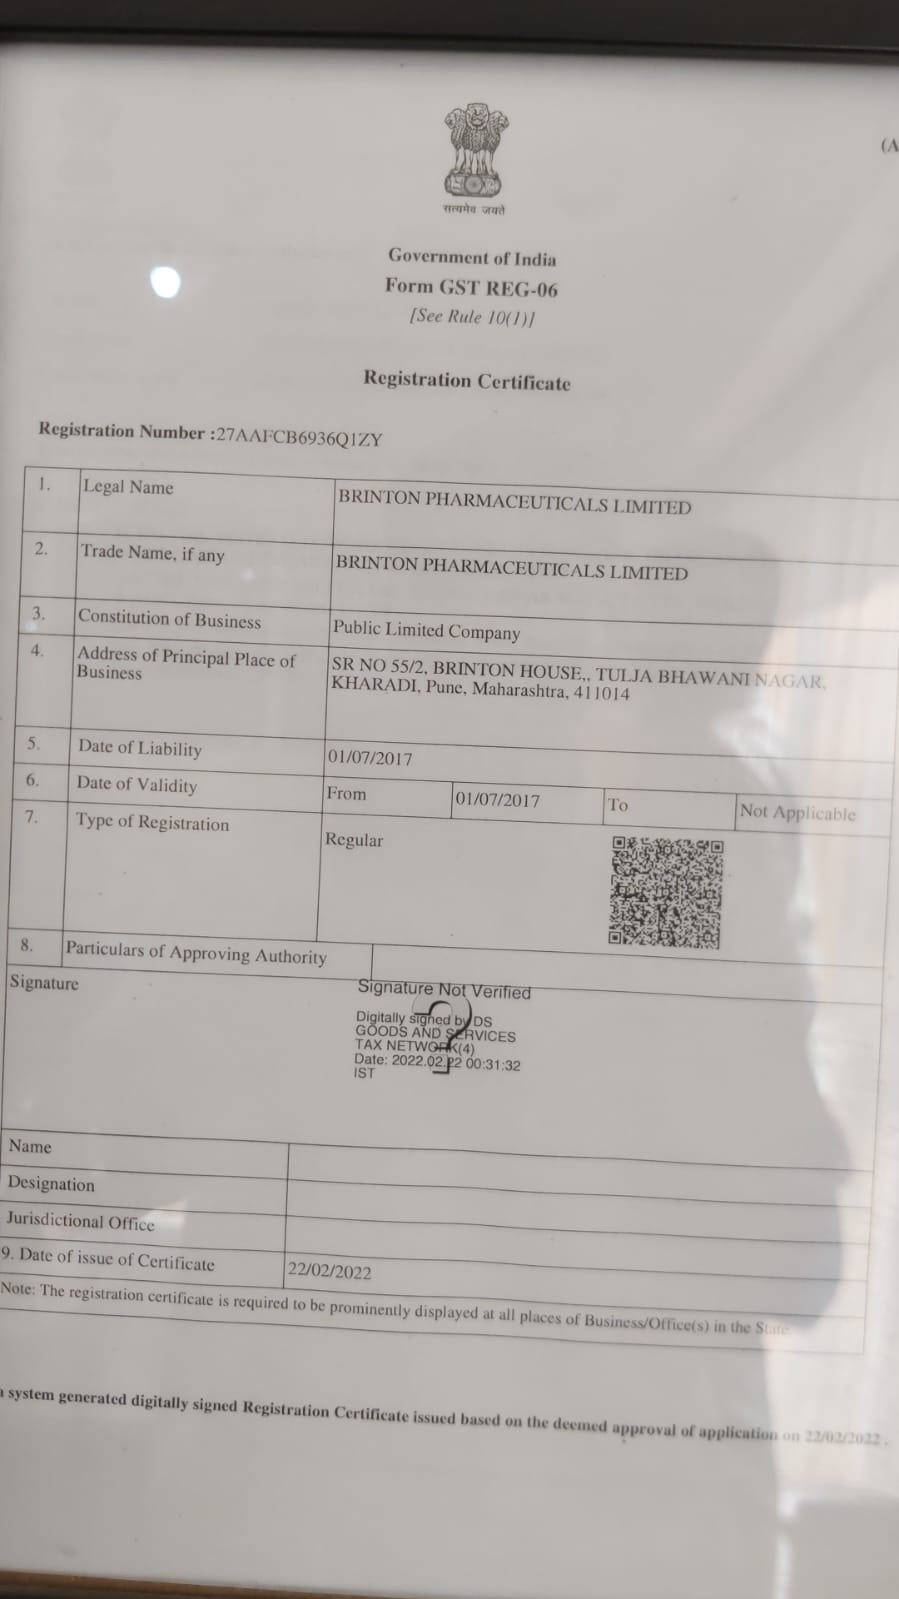 (A
सत्यमेव जयते
Government of India
Form GST REG-06
[See Rule 10(1)]
Registration Certificate
Registration Number :27AAFCB6936Q1ZY
1. Legal Name BRINTON PHARMACEUTICALS LIMITED
2. Trade Name, if any BRINTON PHARMACEUTICALS LIMITED
3. Constitution of Business Public Limited Company
4. Address of Principal Place of
Business
SR NO 55/2, BRINTON HOUSE,, TULJA BHAWANI NAGAR,
KHARADI, Pune, Maharashtra, 411014
5. Date of Liability 01/07/2017
6. Date of Validity From 01/07/2017 To Not Applicable
7. Type of Registration Regular
8. Particulars of Approving Authority
Signature
Signature Not Verified
Digitally signed by DS
GOODS AND SERVICES
TAX NETWORK(4)
Date: 2022.02.22 00:31:32
IST
Name
Designation
Jurisdictional Office
9. Date of issue of Certificate 22/02/2022
Note: The registration certificate is required to be prominently displayed at all places of Business/Office(s) in the State.
a system generated digitally signed Registration Certificate issued based on the deemed approval of application on 22/02/2022 .